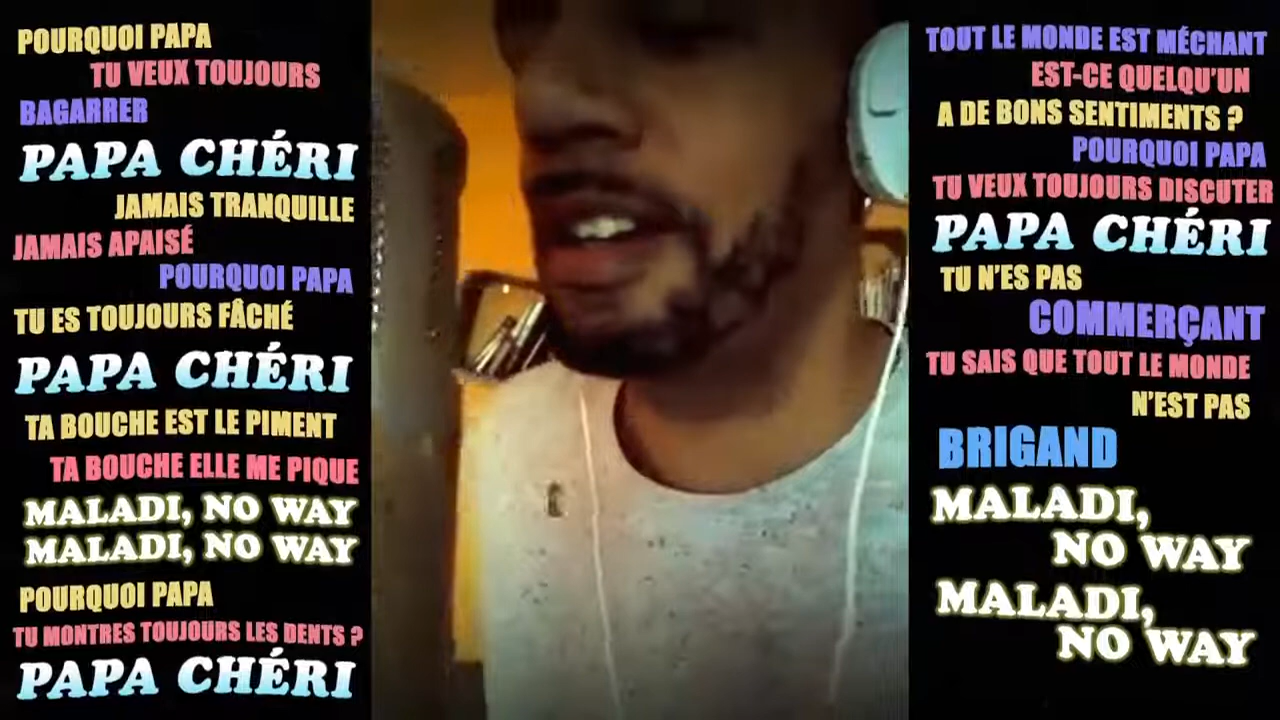 POURQUOI PAPA
TU VEUX TOUJOURS
BAGARRER
PAPA CHÉRI
JAMAIS TRANQUILLE
JAMAIS APAISÉ
POURQUOI PAPA
TU ES TOUJOURS FÂCHÉ
PAPA CHÉRI
TA BOUCHE EST LE PIMENT
TA BOUCHE ELLE ME PIQUE
MALADI, NO WAY
MALADI, NO WAY
POURQUOI PAPA
TU MONTRES TOUJOURS LES DENTS ?
PAPA CHÉRI
TOUT LE MONDE EST MÉCHANT
EST-CE QUELQU'UN
A DE BONS SENTIMENTS ?
POURQUOI PAPA
TU VEUX TOUJOURS DISCUTER
PAPA CHÉRI
TU N'ES PAS
COMMERÇANT
TU SAIS QUE TOUT LE MONDE
N'EST PAS
BRIGAND
MALADI,
NO WAY
MALADI,
NO WAY